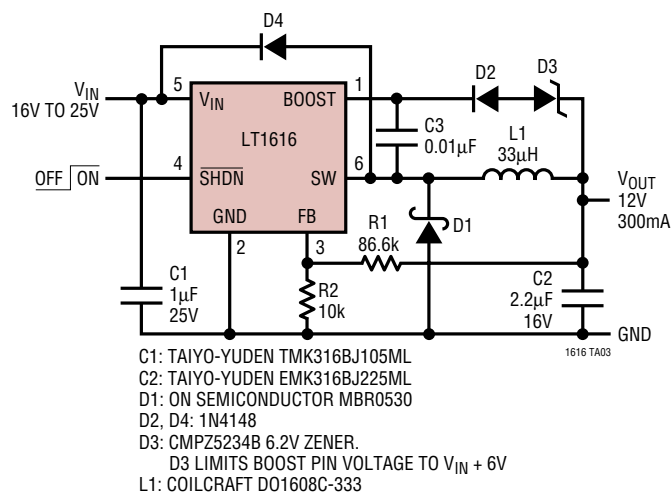 D4
V_IN
16V TO 25V
5
V_IN
BOOST
1
D2
D3
LT1616
C3
0.01µF
L1
33µH
OFF ON
4
SHDN
SW
6
V_OUT
12V
300mA
GND
FB
2
3
R1
86.6k
D1
C1
1µF
25V
R2
10k
C2
2.2µF
16V
GND
1616 TA03
C1: TAIYO-YUDEN TMK316BJ105ML
C2: TAIYO-YUDEN EMK316BJ225ML
D1: ON SEMICONDUCTOR MBR0530
D2, D4: 1N4148
D3: CMPZ5234B 6.2V ZENER.
D3 LIMITS BOOST PIN VOLTAGE TO V_IN + 6V
L1: COILCRAFT DO1608C-333